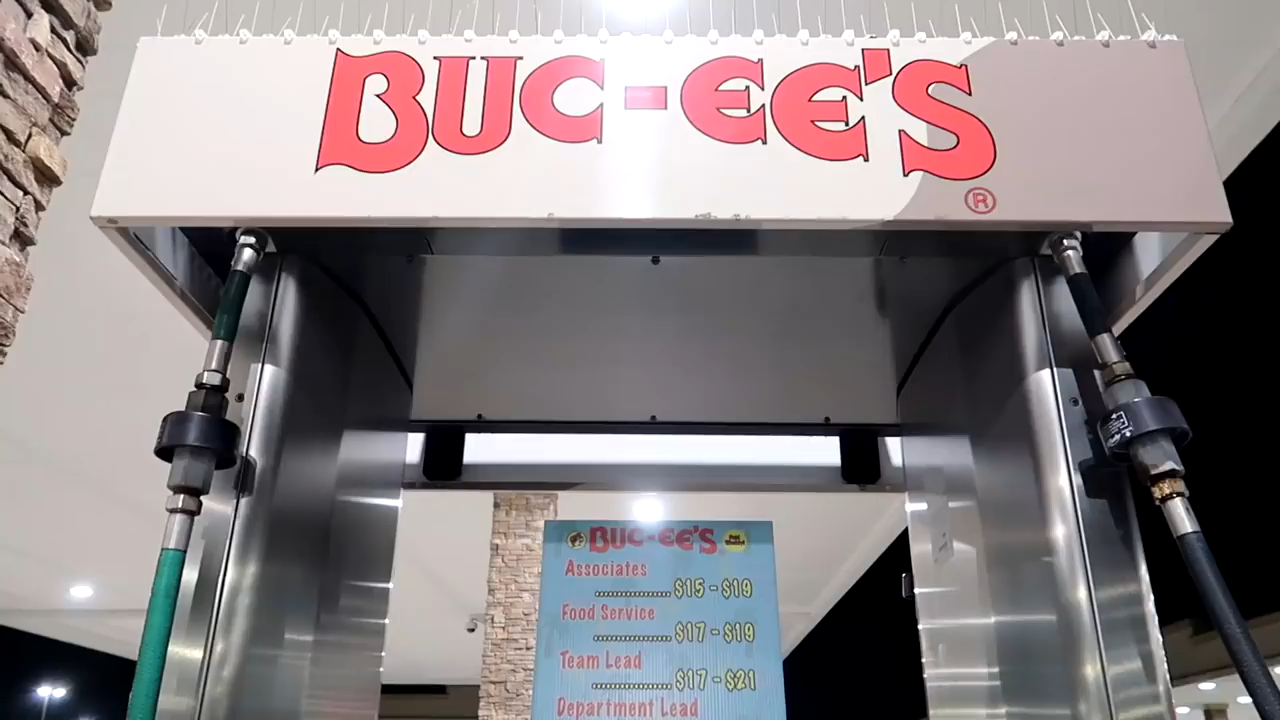 BUC-EE'S
®
BUC-EE'S
Associates
............ $15 - $19
Food Service
............ $17 - $19
Team Lead
............ $17 - $21
Department Lead